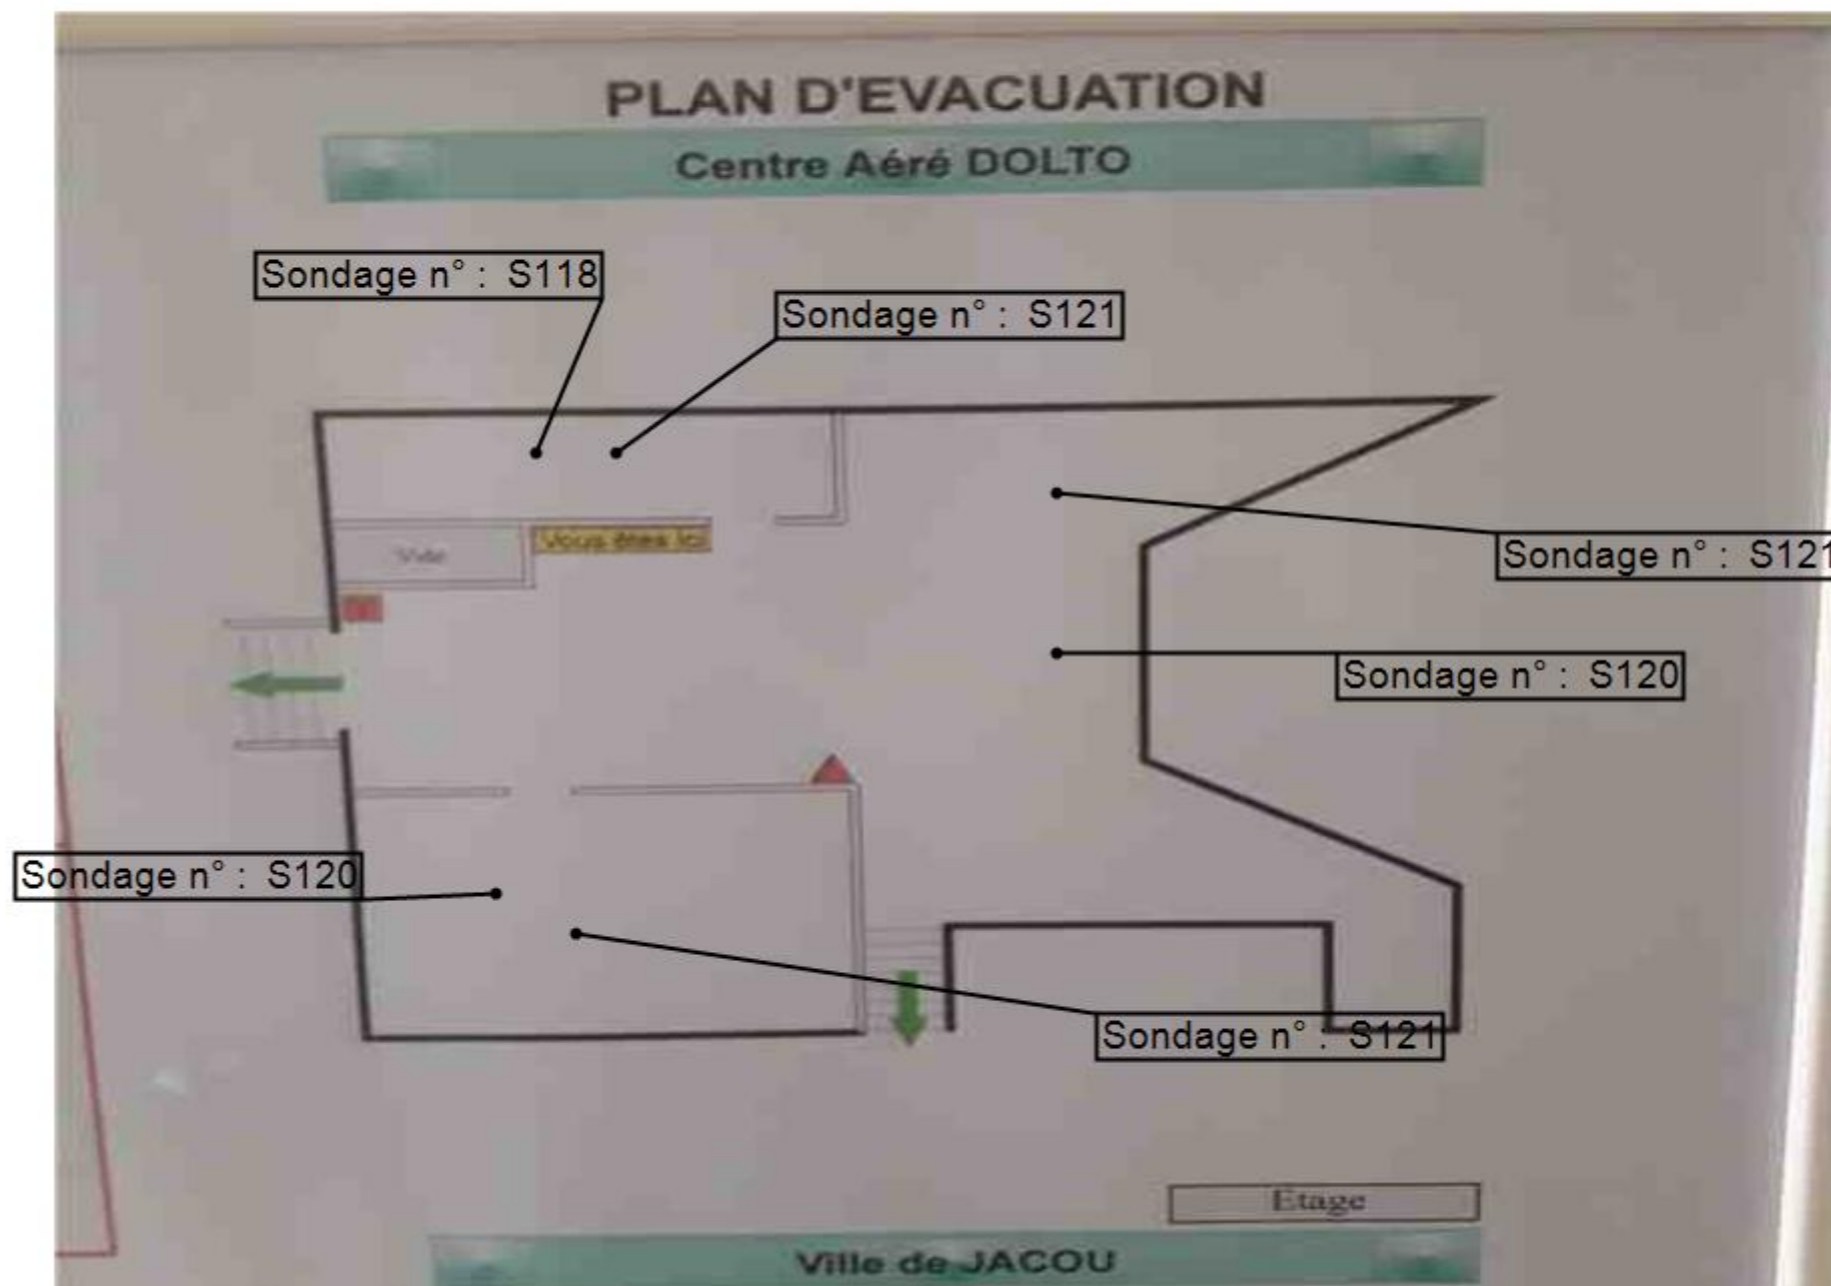 PLAN D'EVACUATION
Centre Aéré DOLTO
Sondage n° : S118
Sondage n° : S121
Vous êtes Ici
Vide
Sondage n° : S121
Sondage n° : S120
Sondage n° : S120
Sondage n° : S121
Etage
Ville de JACOU